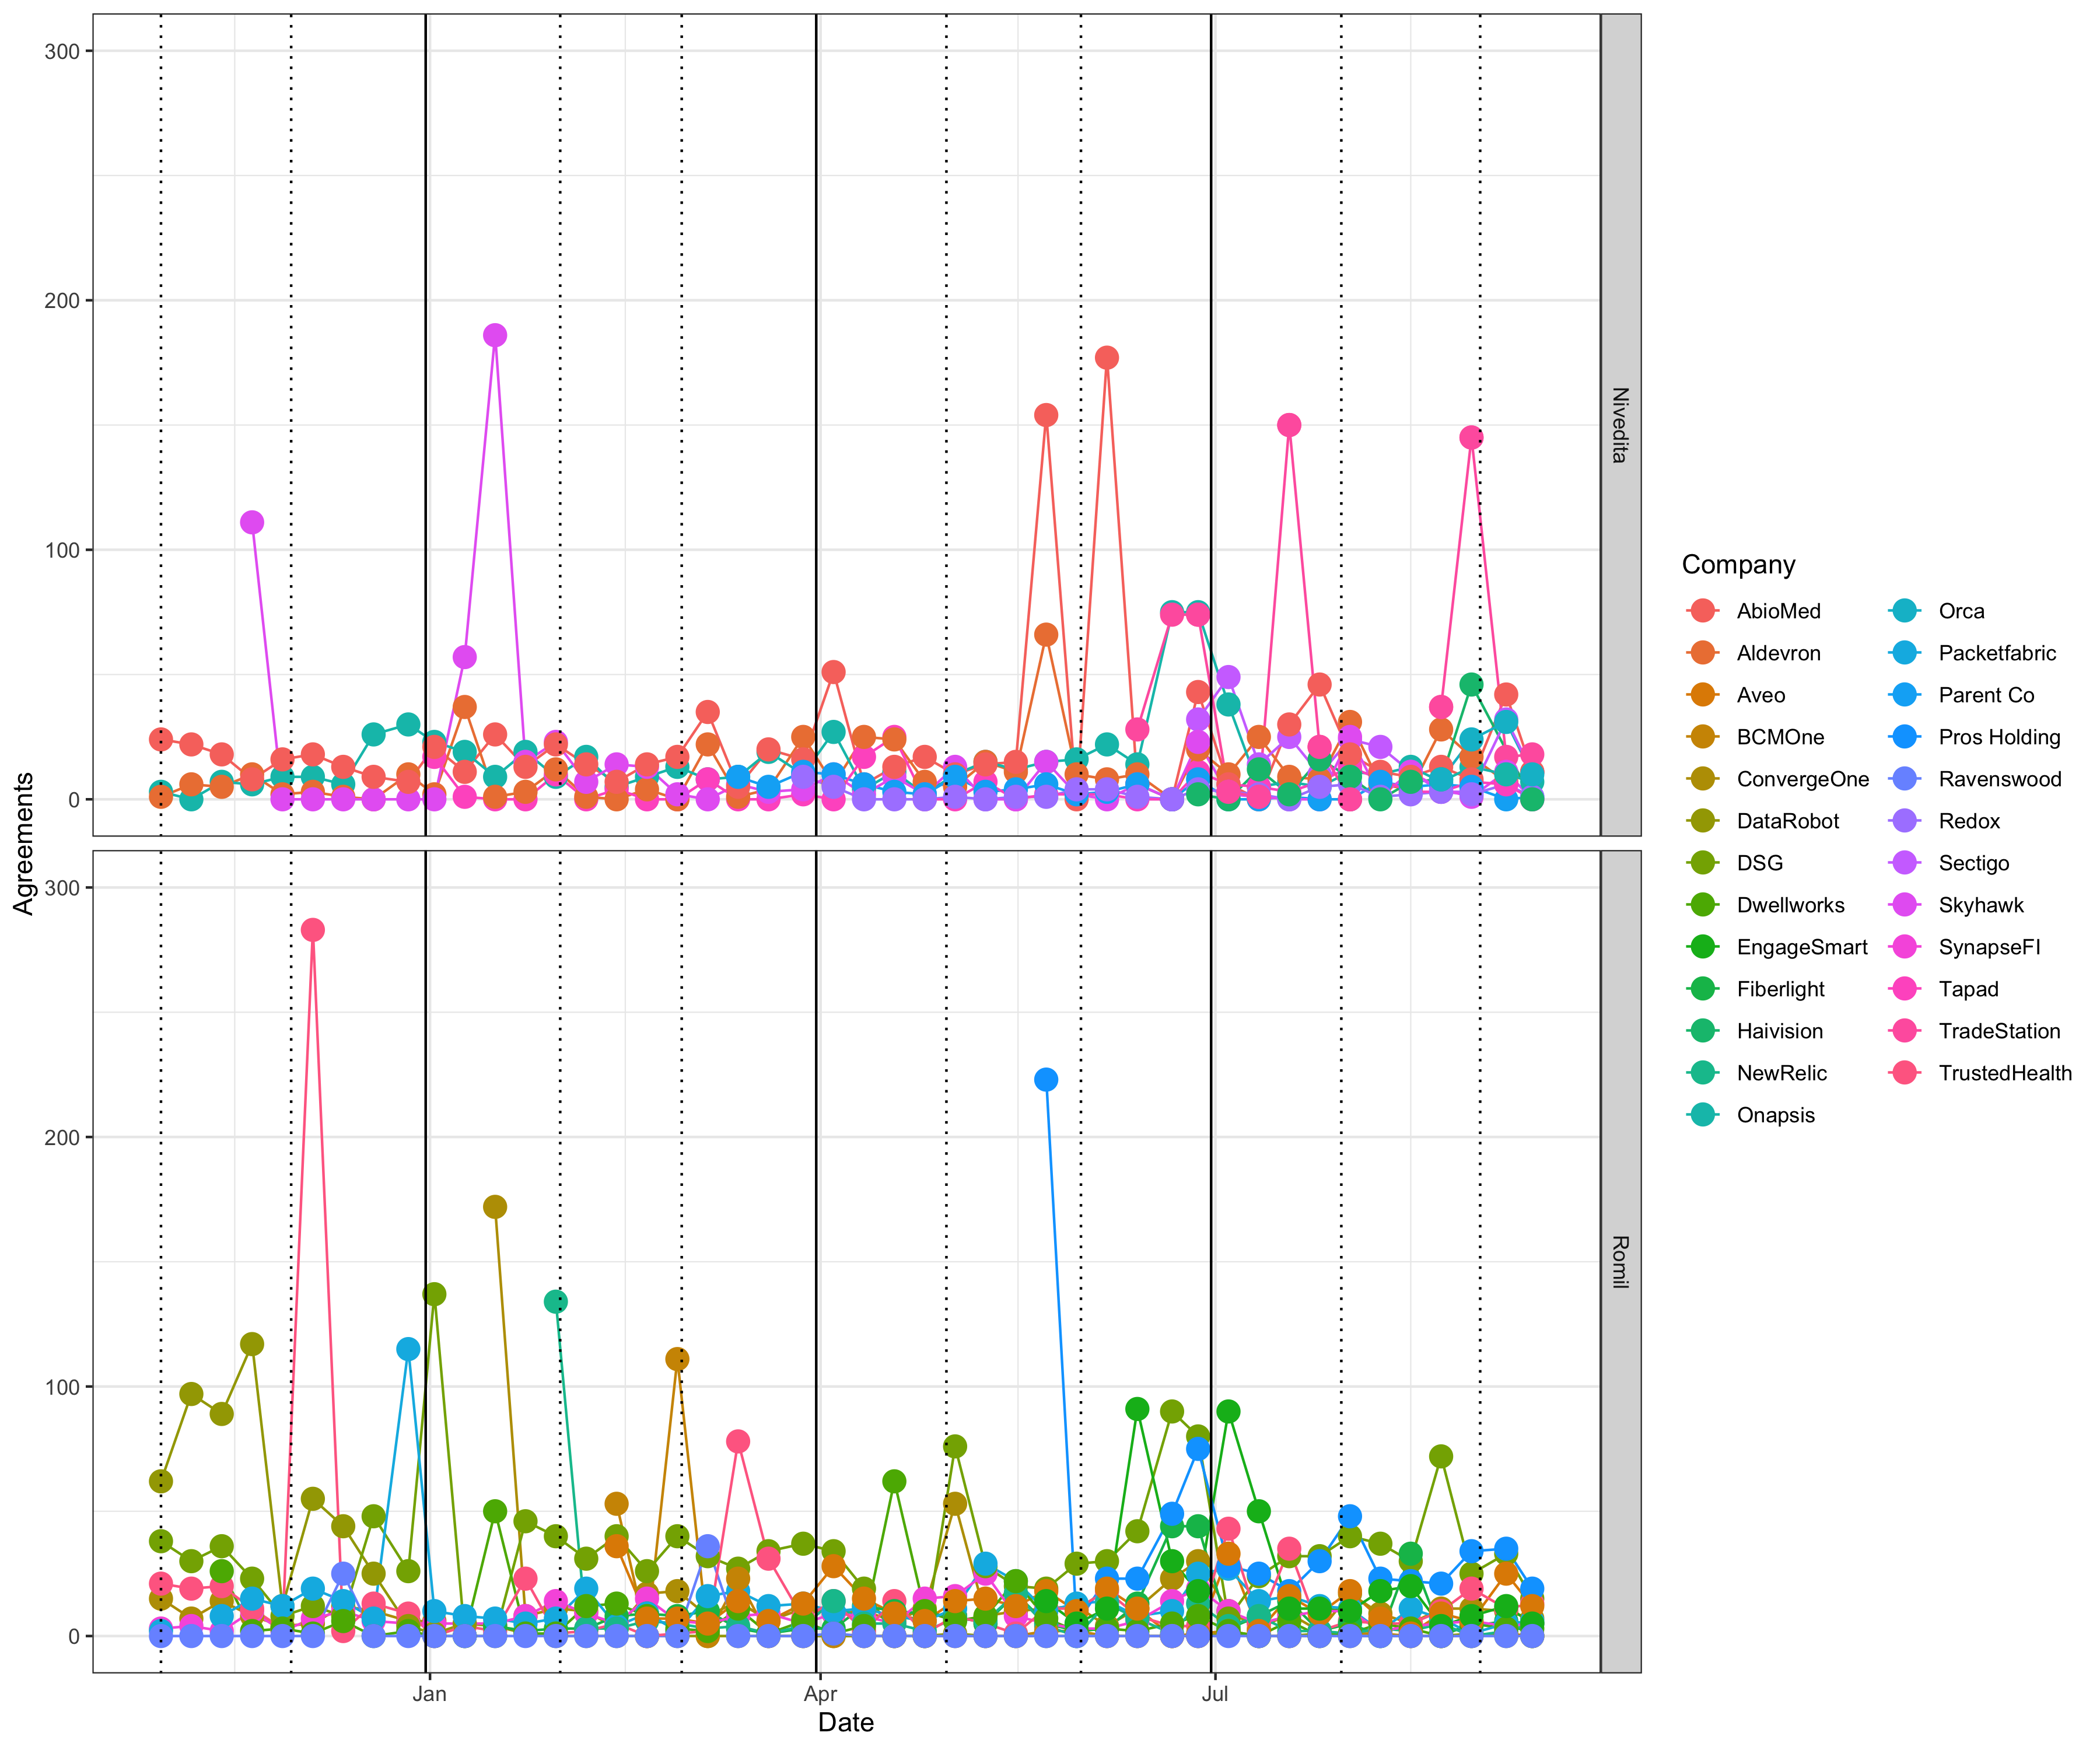 300
200
100
0
Nivedita
300
200
100
0
Romil
Agreements
Jan
Apr
Jul
Date
Company
AbioMed
Aldevron
Aveo
BCMOne
ConvergeOne
DataRobot
DSG
Dwellworks
EngageSmart
Fiberlight
Haivision
NewRelic
Onapsis
Orca
Packetfabric
Parent Co
Pros Holding
Ravenswood
Redox
Sectigo
Skyhawk
SynapseFI
Tapad
TradeStation
TrustedHealth